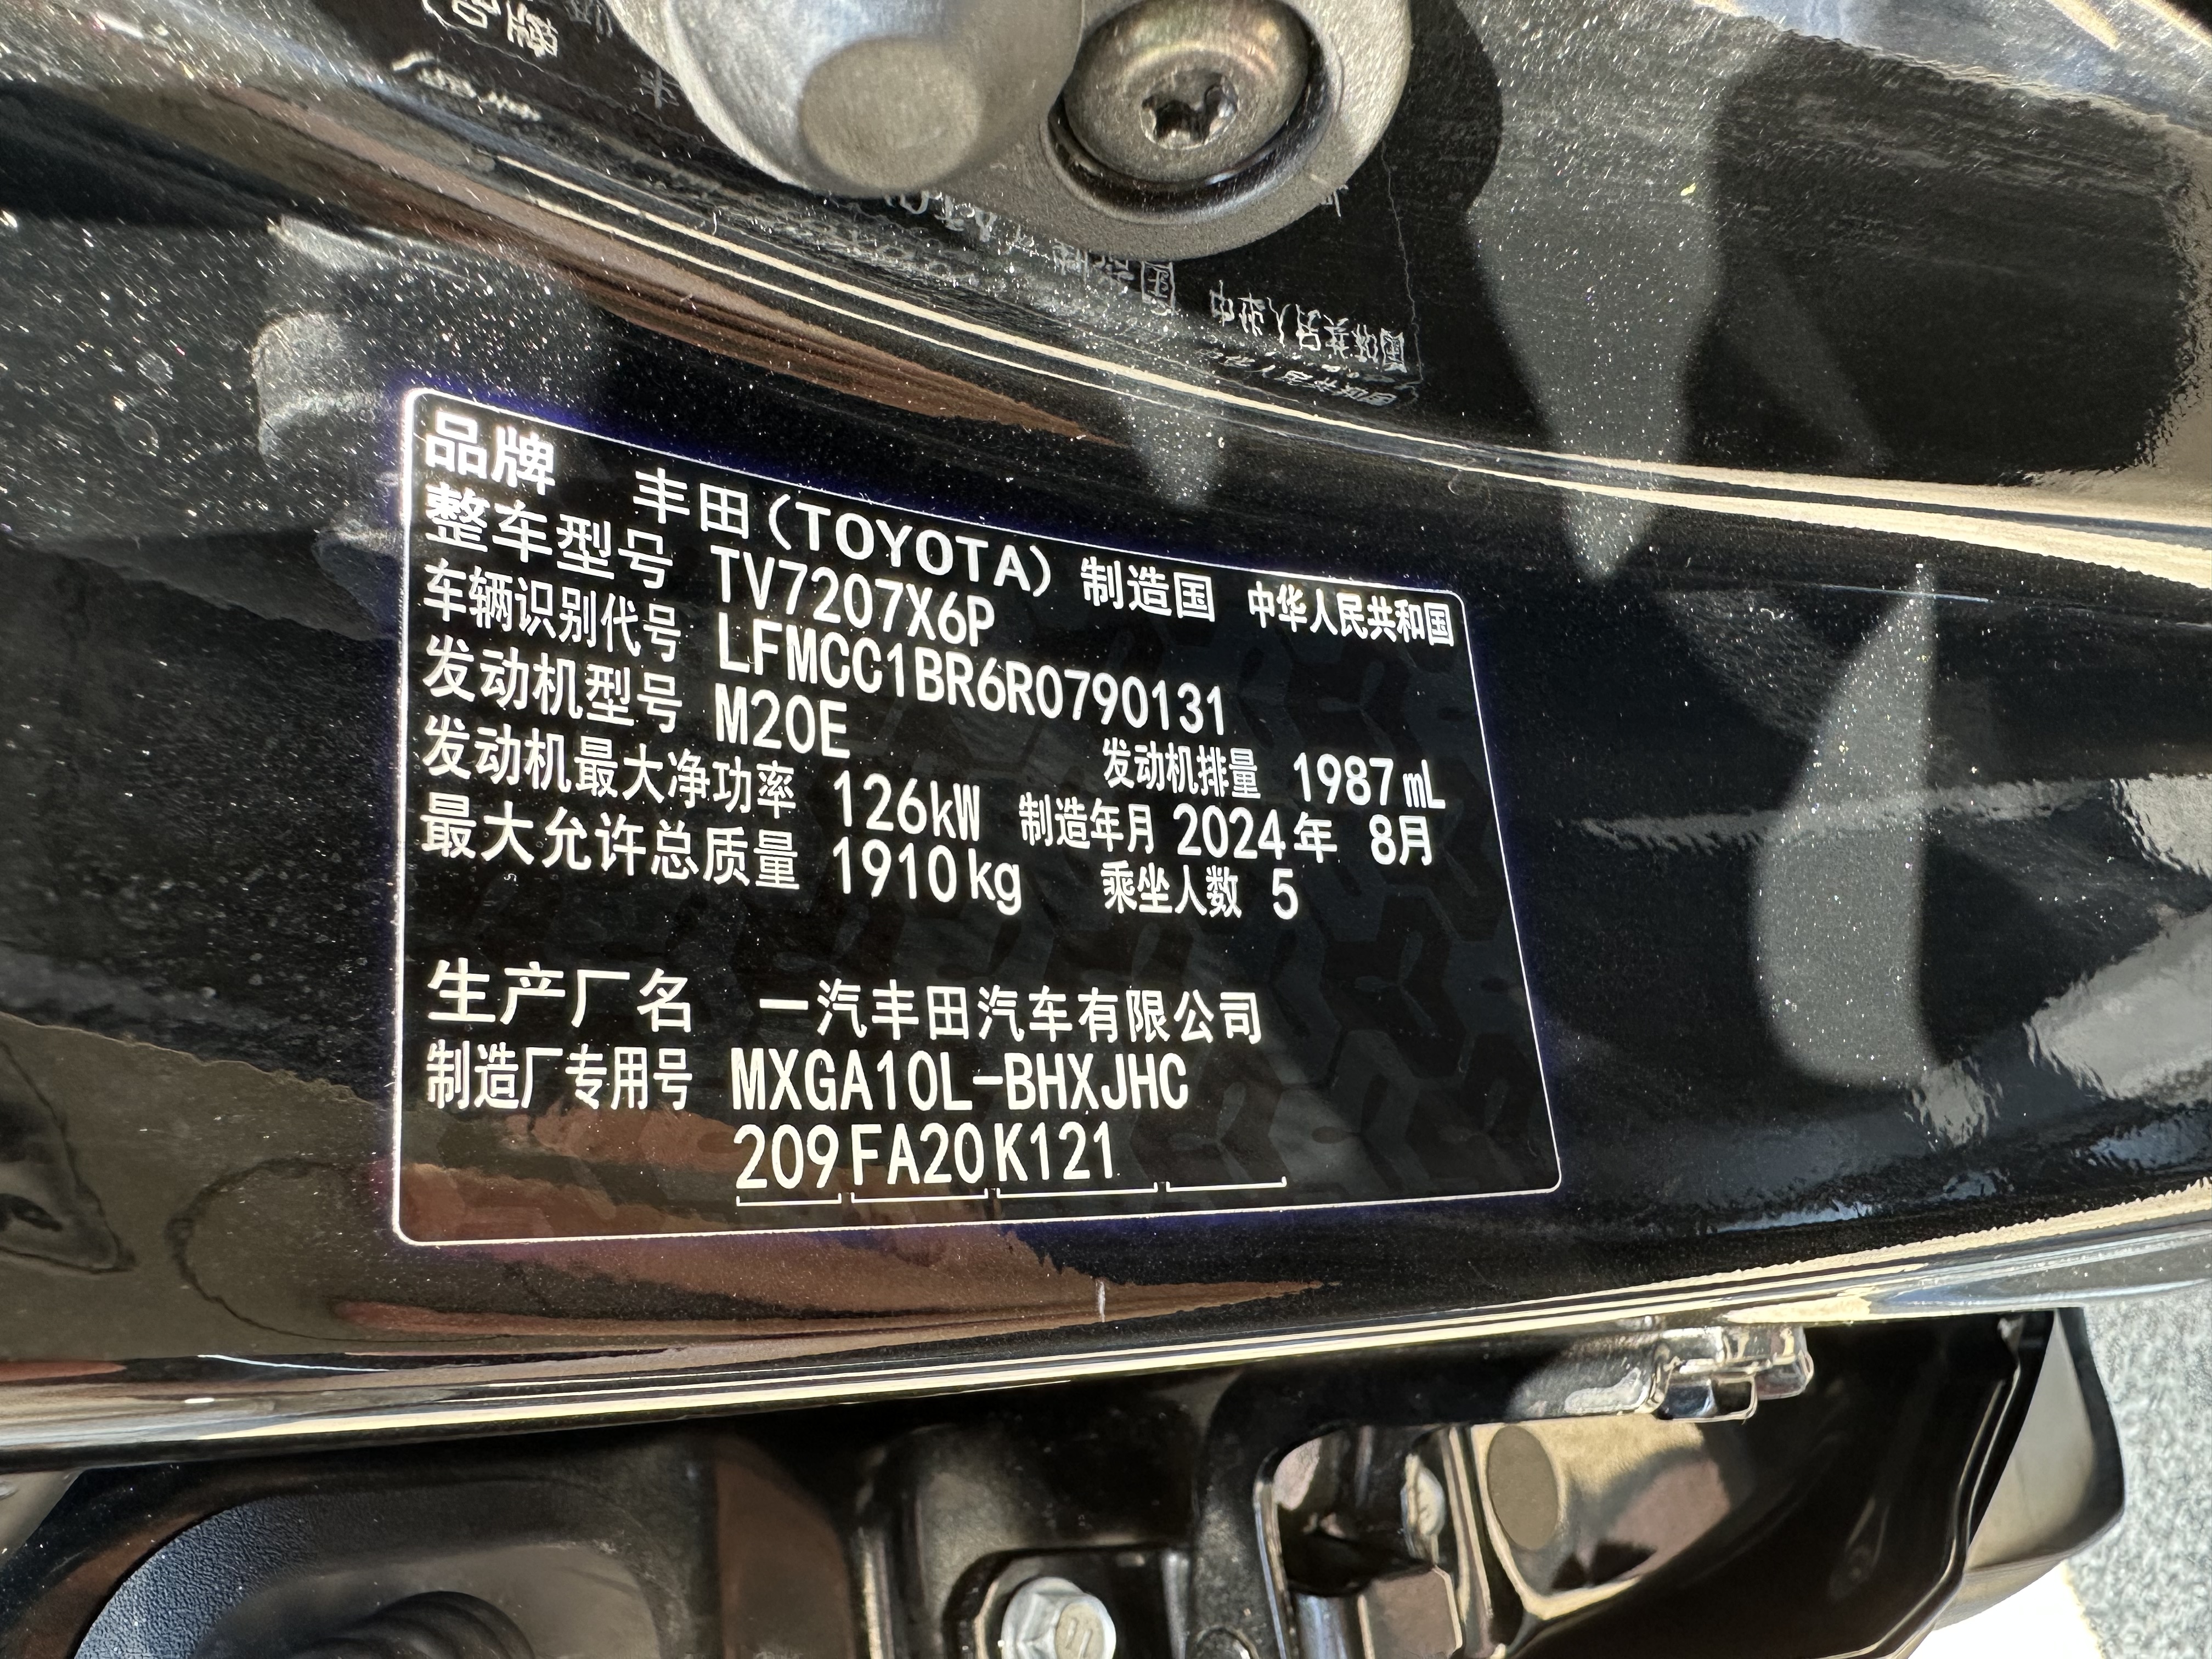 品牌 丰田(TOYOTA) 制造国 中华人民共和国
整车型号 TV7207X6P
车辆识别代号 LFMCC1BR6R0790131
发动机型号 M20E 发动机排量 1987mL
发动机最大净功率 126kW 制造年月 2024年 8月
最大允许总质量 1910kg 乘坐人数 5
生产厂名 一汽丰田汽车有限公司
制造厂专用号 MXGA10L-BHXJHC
209FA20K121